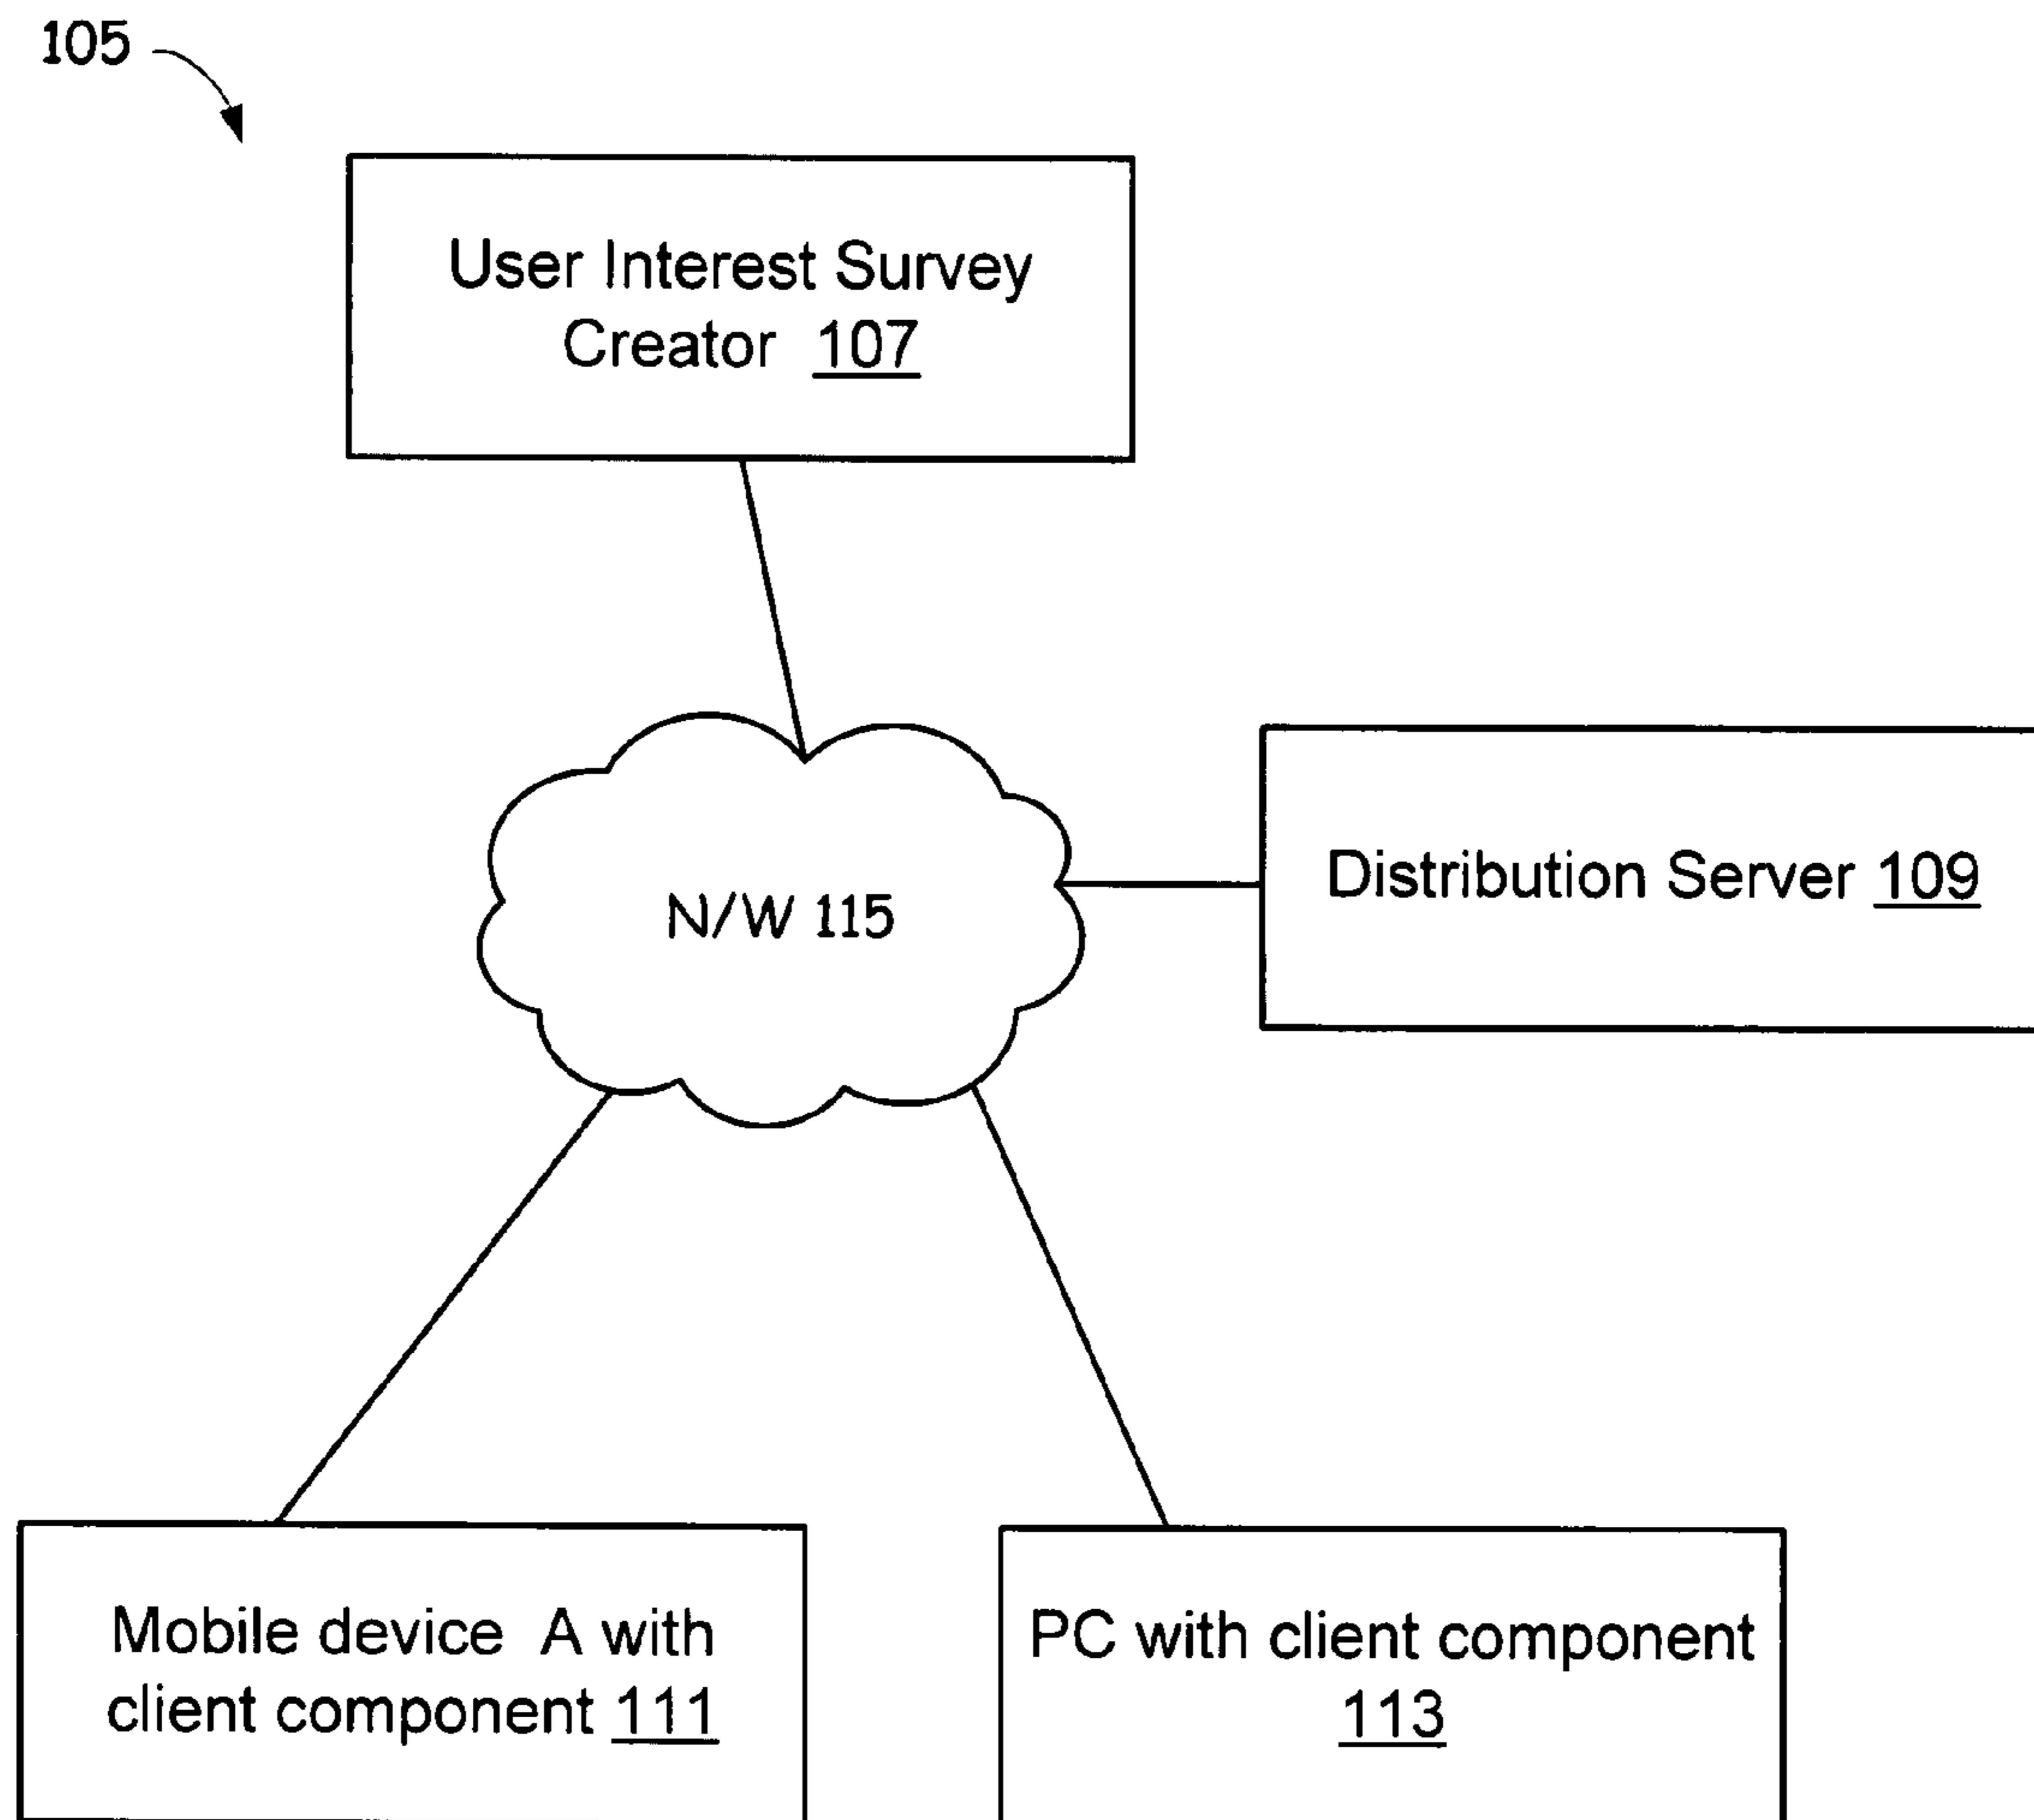 105
User Interest Survey
Creator 107
N/W 115
Distribution Server 109
Mobile device A with
client component 111
PC with client component
113